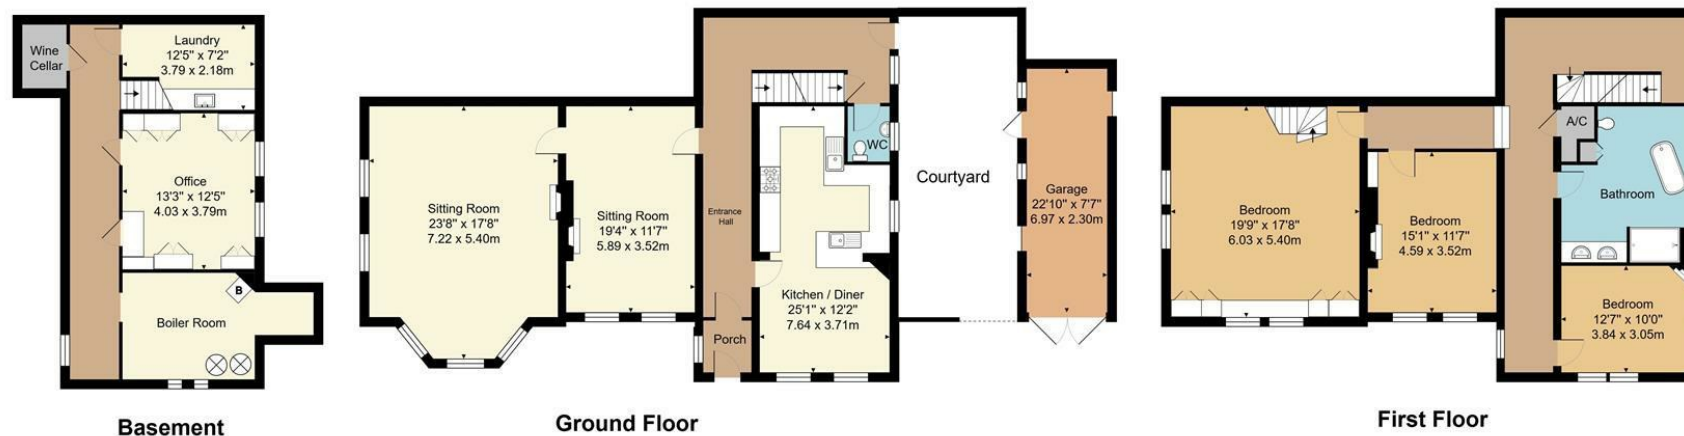 Wine
Cellar
Laundry
12'5" x 7'2"
3.79 x 2.18m
Office
13'3" x 12'5"
4.03 x 3.79m
B
Boiler Room
Basement
Sitting Room
23'8" x 17'8"
7.22 x 5.40m
Sitting Room
19'4" x 11'7"
5.89 x 3.52m
Entrance
Hall
Porch
WC
Kitchen / Diner
25'1" x 12'2"
7.64 x 3.71m
Courtyard
Garage
22'10" x 7'7"
6.97 x 2.30m
Ground Floor
Bedroom
19'9" x 17'8"
6.03 x 5.40m
Bedroom
15'1" x 11'7"
4.59 x 3.52m
A/C
Bathroom
Bedroom
12'7" x 10'0"
3.84 x 3.05m
First Floor